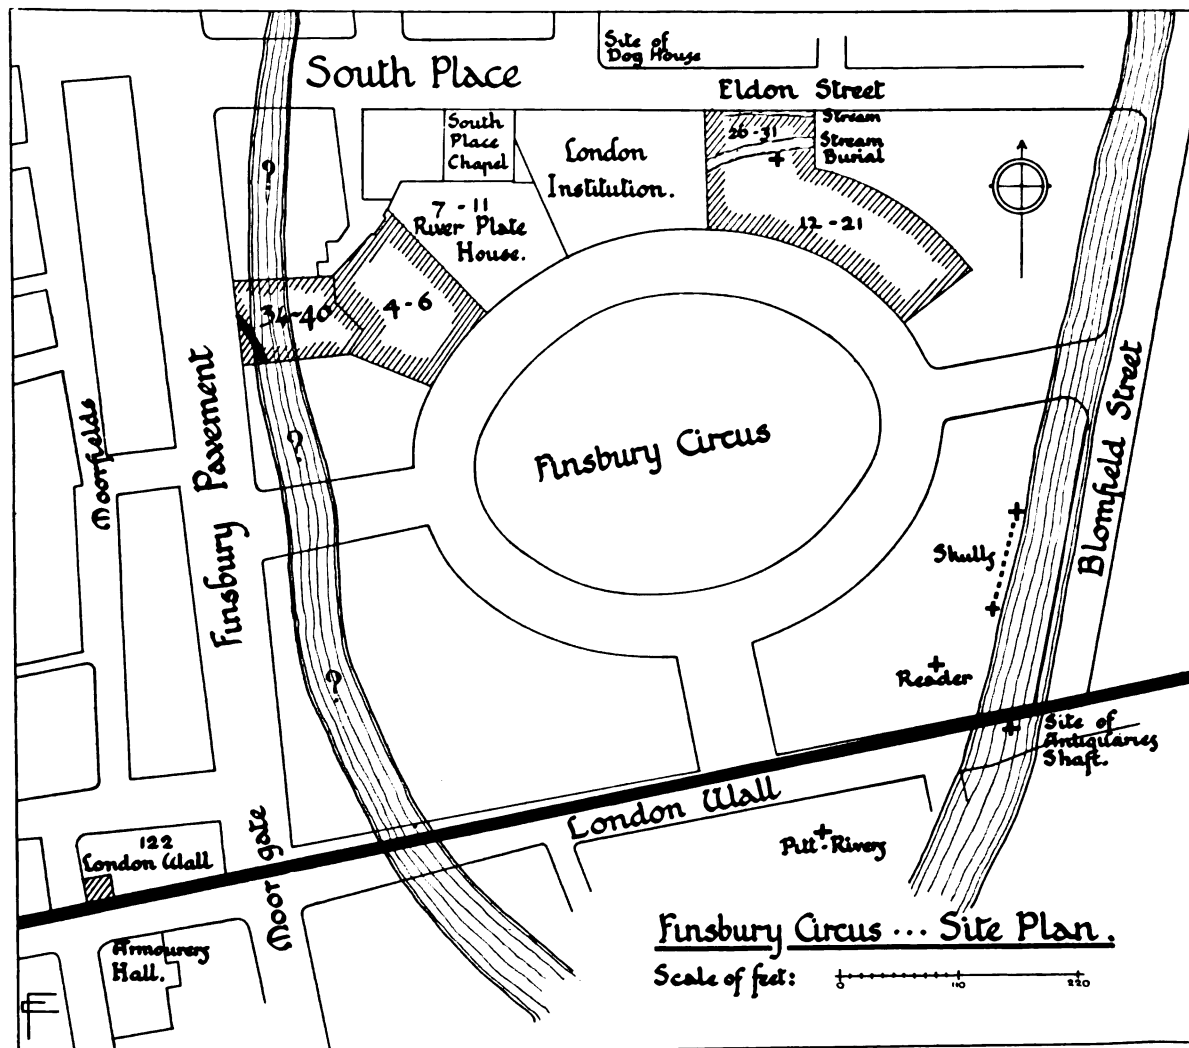 Site of
Dog House
South Place
Eldon Street
South
Place
Chapel
London
Institution.
Stream
26-31
Stream
Burial
?
7 - 11
River Plate
House.
12 - 21
34-40
4 - 6
Moorfields
Finsbury Pavement
?
Finsbury Circus
Blomfield Street
Skulls
?
Reader
Site of
Antiquaries
Shaft.
London Wall
122
London Wall
Moorgate
Pitt-Rivers
Armourers
Hall.
Finsbury Circus ... Site Plan.
Scale of feet:
0 110 220
F